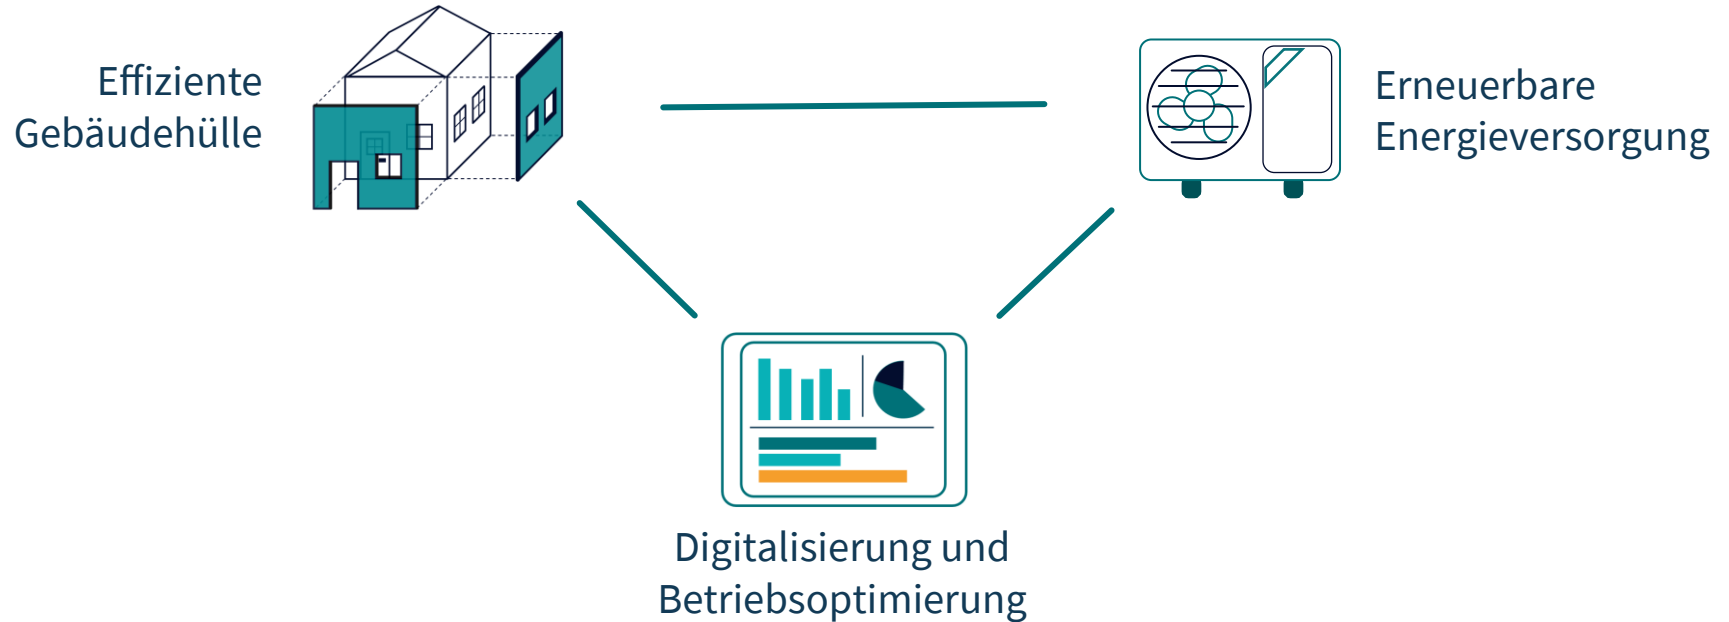 Effiziente
Gebäudehülle
Erneuerbare
Energieversorgung
Digitalisierung und
Betriebsoptimierung